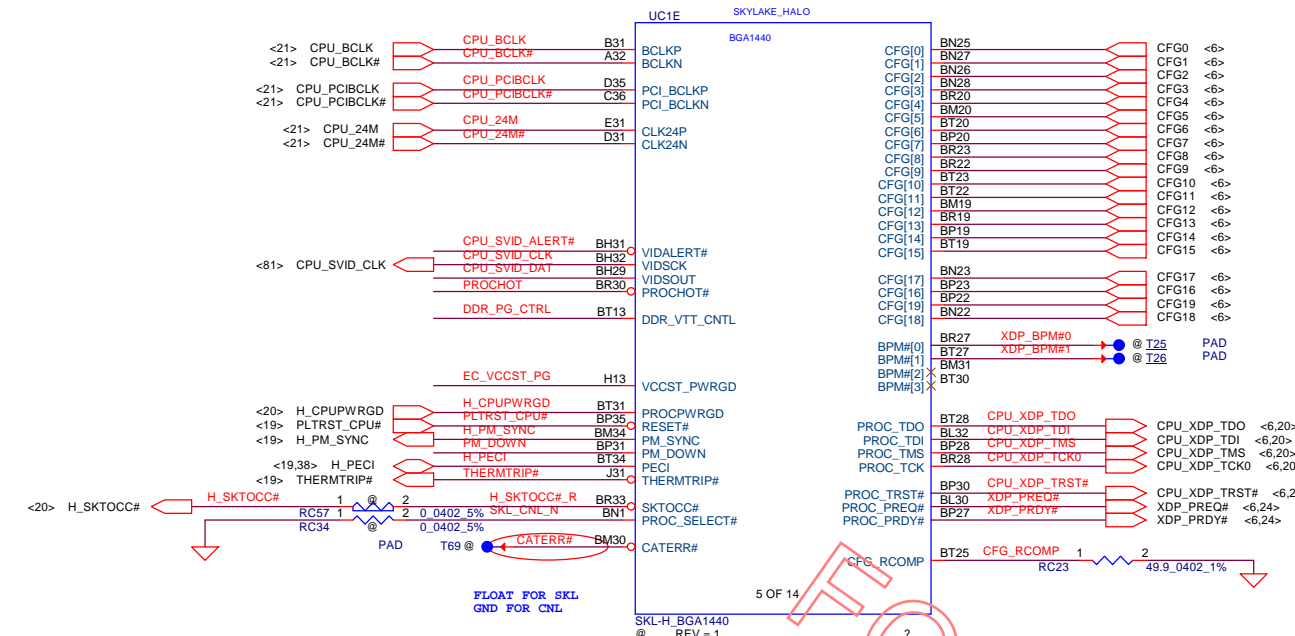 UC1E SKYLAKE_HALO
BGA1440
<21> CPU_BCLK CPU_BCLK B31 BCLKP
<21> CPU_BCLK# CPU_BCLK# A32 BCLKN
<21> CPU_PCIBCLK CPU_PCIBCLK D35 PCI_BCLKP
<21> CPU_PCIBCLK# CPU_PCIBCLK# C36 PCI_BCLKN
<21> CPU_24M CPU_24M E31 CLK24P
<21> CPU_24M# CPU_24M# D31 CLK24N
CPU_SVID_ALERT# BH31 VIDALERT#
<81> CPU_SVID_CLK CPU_SVID_CLK BH32 VIDSCK
CPU_SVID_DAT BH29 VIDSOUT
PROCHOT BR30 PROCHOT#
DDR_PG_CTRL BT13 DDR_VTT_CNTL
EC_VCCST_PG H13 VCCST_PWRGD
<20> H_CPUPWRGD H_CPUPWRGD BT31 PROCPWRGD
<19> PLTRST_CPU# PLTRST_CPU# BP35 RESET#
<19> H_PM_SYNC H_PM_SYNC BM34 PM_SYNC
PM_DOWN BP31 PM_DOWN
<19,38> H_PECI H_PECI BT34 PECI
<19> THERMTRIP# THERMTRIP# J31 THERMTRIP#
<20> H_SKTOCC# H_SKTOCC# 1 @ 2 H_SKTOCC#_R BR33 SKTOCC#
RC57 1 2 0_0402_5% SKL_CNL_N BN1 PROC_SELECT#
RC34 @ 0_0402_5%
PAD T69 @ CATERR# BM30 CATERR#
FLOAT FOR SKL
GND FOR CNL
CFG[0] BN25 CFG0 <6>
CFG[1] BN27 CFG1 <6>
CFG[2] BN26 CFG2 <6>
CFG[3] BN28 CFG3 <6>
CFG[4] BR20 CFG4 <6>
CFG[5] BM20 CFG5 <6>
CFG[6] BT20 CFG6 <6>
CFG[7] BP20 CFG7 <6>
CFG[8] BR23 CFG8 <6>
CFG[9] BR22 CFG9 <6>
CFG[10] BT23 CFG10 <6>
CFG[11] BT22 CFG11 <6>
CFG[12] BM19 CFG12 <6>
CFG[13] BR19 CFG13 <6>
CFG[14] BP19 CFG14 <6>
CFG[15] BT19 CFG15 <6>
CFG[17] BN23 CFG17 <6>
CFG[16] BP23 CFG16 <6>
CFG[19] BP22 CFG19 <6>
CFG[18] BN22 CFG18 <6>
BPM#[0] BR27 XDP_BPM#0 @ T25 PAD
BPM#[1] BT27 XDP_BPM#1 @ T26 PAD
BPM#[2] BM31
BPM#[3] BT30
PROC_TDO BT28 CPU_XDP_TDO CPU_XDP_TDO <6,20>
PROC_TDI BL32 CPU_XDP_TDI CPU_XDP_TDI <6,20>
PROC_TMS BP28 CPU_XDP_TMS CPU_XDP_TMS <6,20>
PROC_TCK BR28 CPU_XDP_TCK0 CPU_XDP_TCK0 <6,20
PROC_TRST# BP30 CPU_XDP_TRST# CPU_XDP_TRST# <6,2
PROC_PREQ# BL30 XDP_PREQ# XDP_PREQ# <6,24>
PROC_PRDY# BP27 XDP_PRDY# XDP_PRDY# <6,24>
CFG_RCOMP BT25 CFG_RCOMP 1 2
RC23 49.9_0402_1%
5 OF 14
SKL-H_BGA1440
@ REV = 1 ?